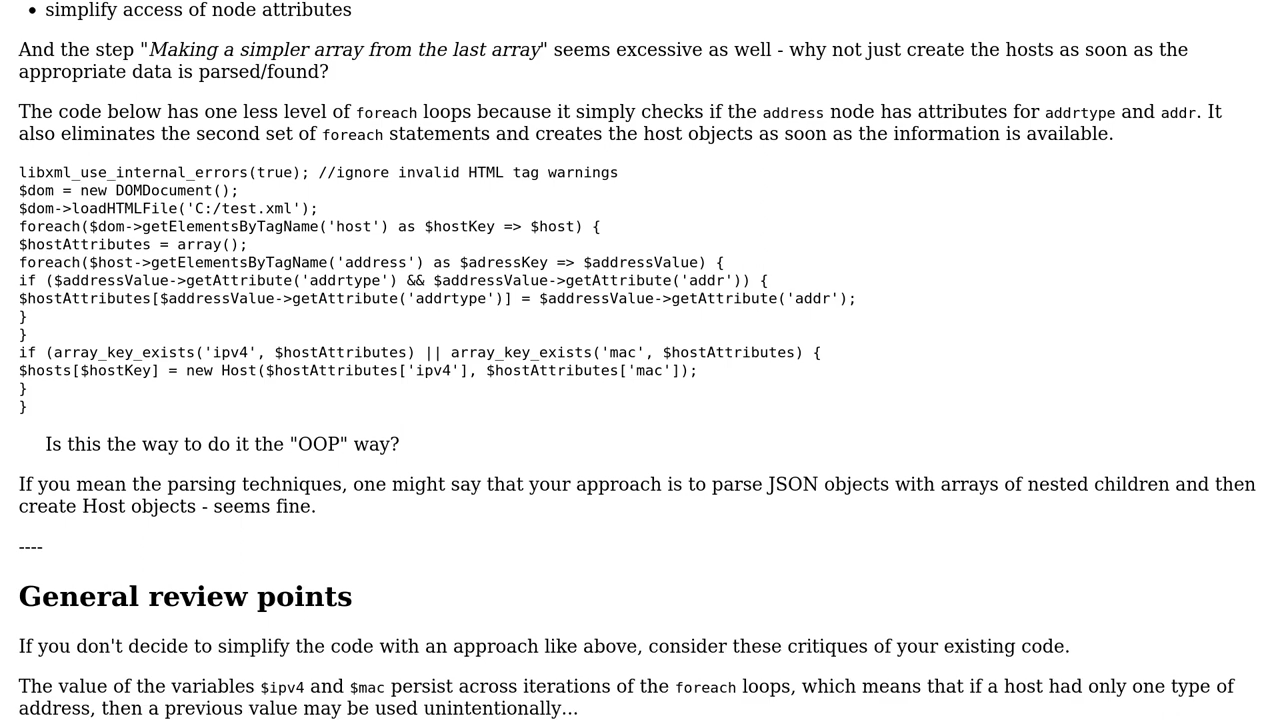 • simplify access of node attributes
And the step "Making a simpler array from the last array" seems excessive as well - why not just create the hosts as soon as the
appropriate data is parsed/found?
The code below has one less level of foreach loops because it simply checks if the address node has attributes for addrtype and addr. It
also eliminates the second set of foreach statements and creates the host objects as soon as the information is available.
libxml_use_internal_errors(true); //ignore invalid HTML tag warnings
$dom = new DOMDocument();
$dom->loadHTMLFile('C:/test.xml');
foreach($dom->getElementsByTagName('host') as $hostKey => $host) {
$hostAttributes = array();
foreach($host->getElementsByTagName('address') as $adressKey => $addressValue) {
if ($addressValue->getAttribute('addrtype') && $addressValue->getAttribute('addr')) {
$hostAttributes[$addressValue->getAttribute('addrtype')] = $addressValue->getAttribute('addr');
}
}
if (array_key_exists('ipv4', $hostAttributes) || array_key_exists('mac', $hostAttributes) {
$hosts[$hostKey] = new Host($hostAttributes['ipv4'], $hostAttributes['mac']);
}
}
Is this the way to do it the "OOP" way?
If you mean the parsing techniques, one might say that your approach is to parse JSON objects with arrays of nested children and then
create Host objects - seems fine.
----
General review points
If you don't decide to simplify the code with an approach like above, consider these critiques of your existing code.
The value of the variables $ipv4 and $mac persist across iterations of the foreach loops, which means that if a host had only one type of
address, then a previous value may be used unintentionally...